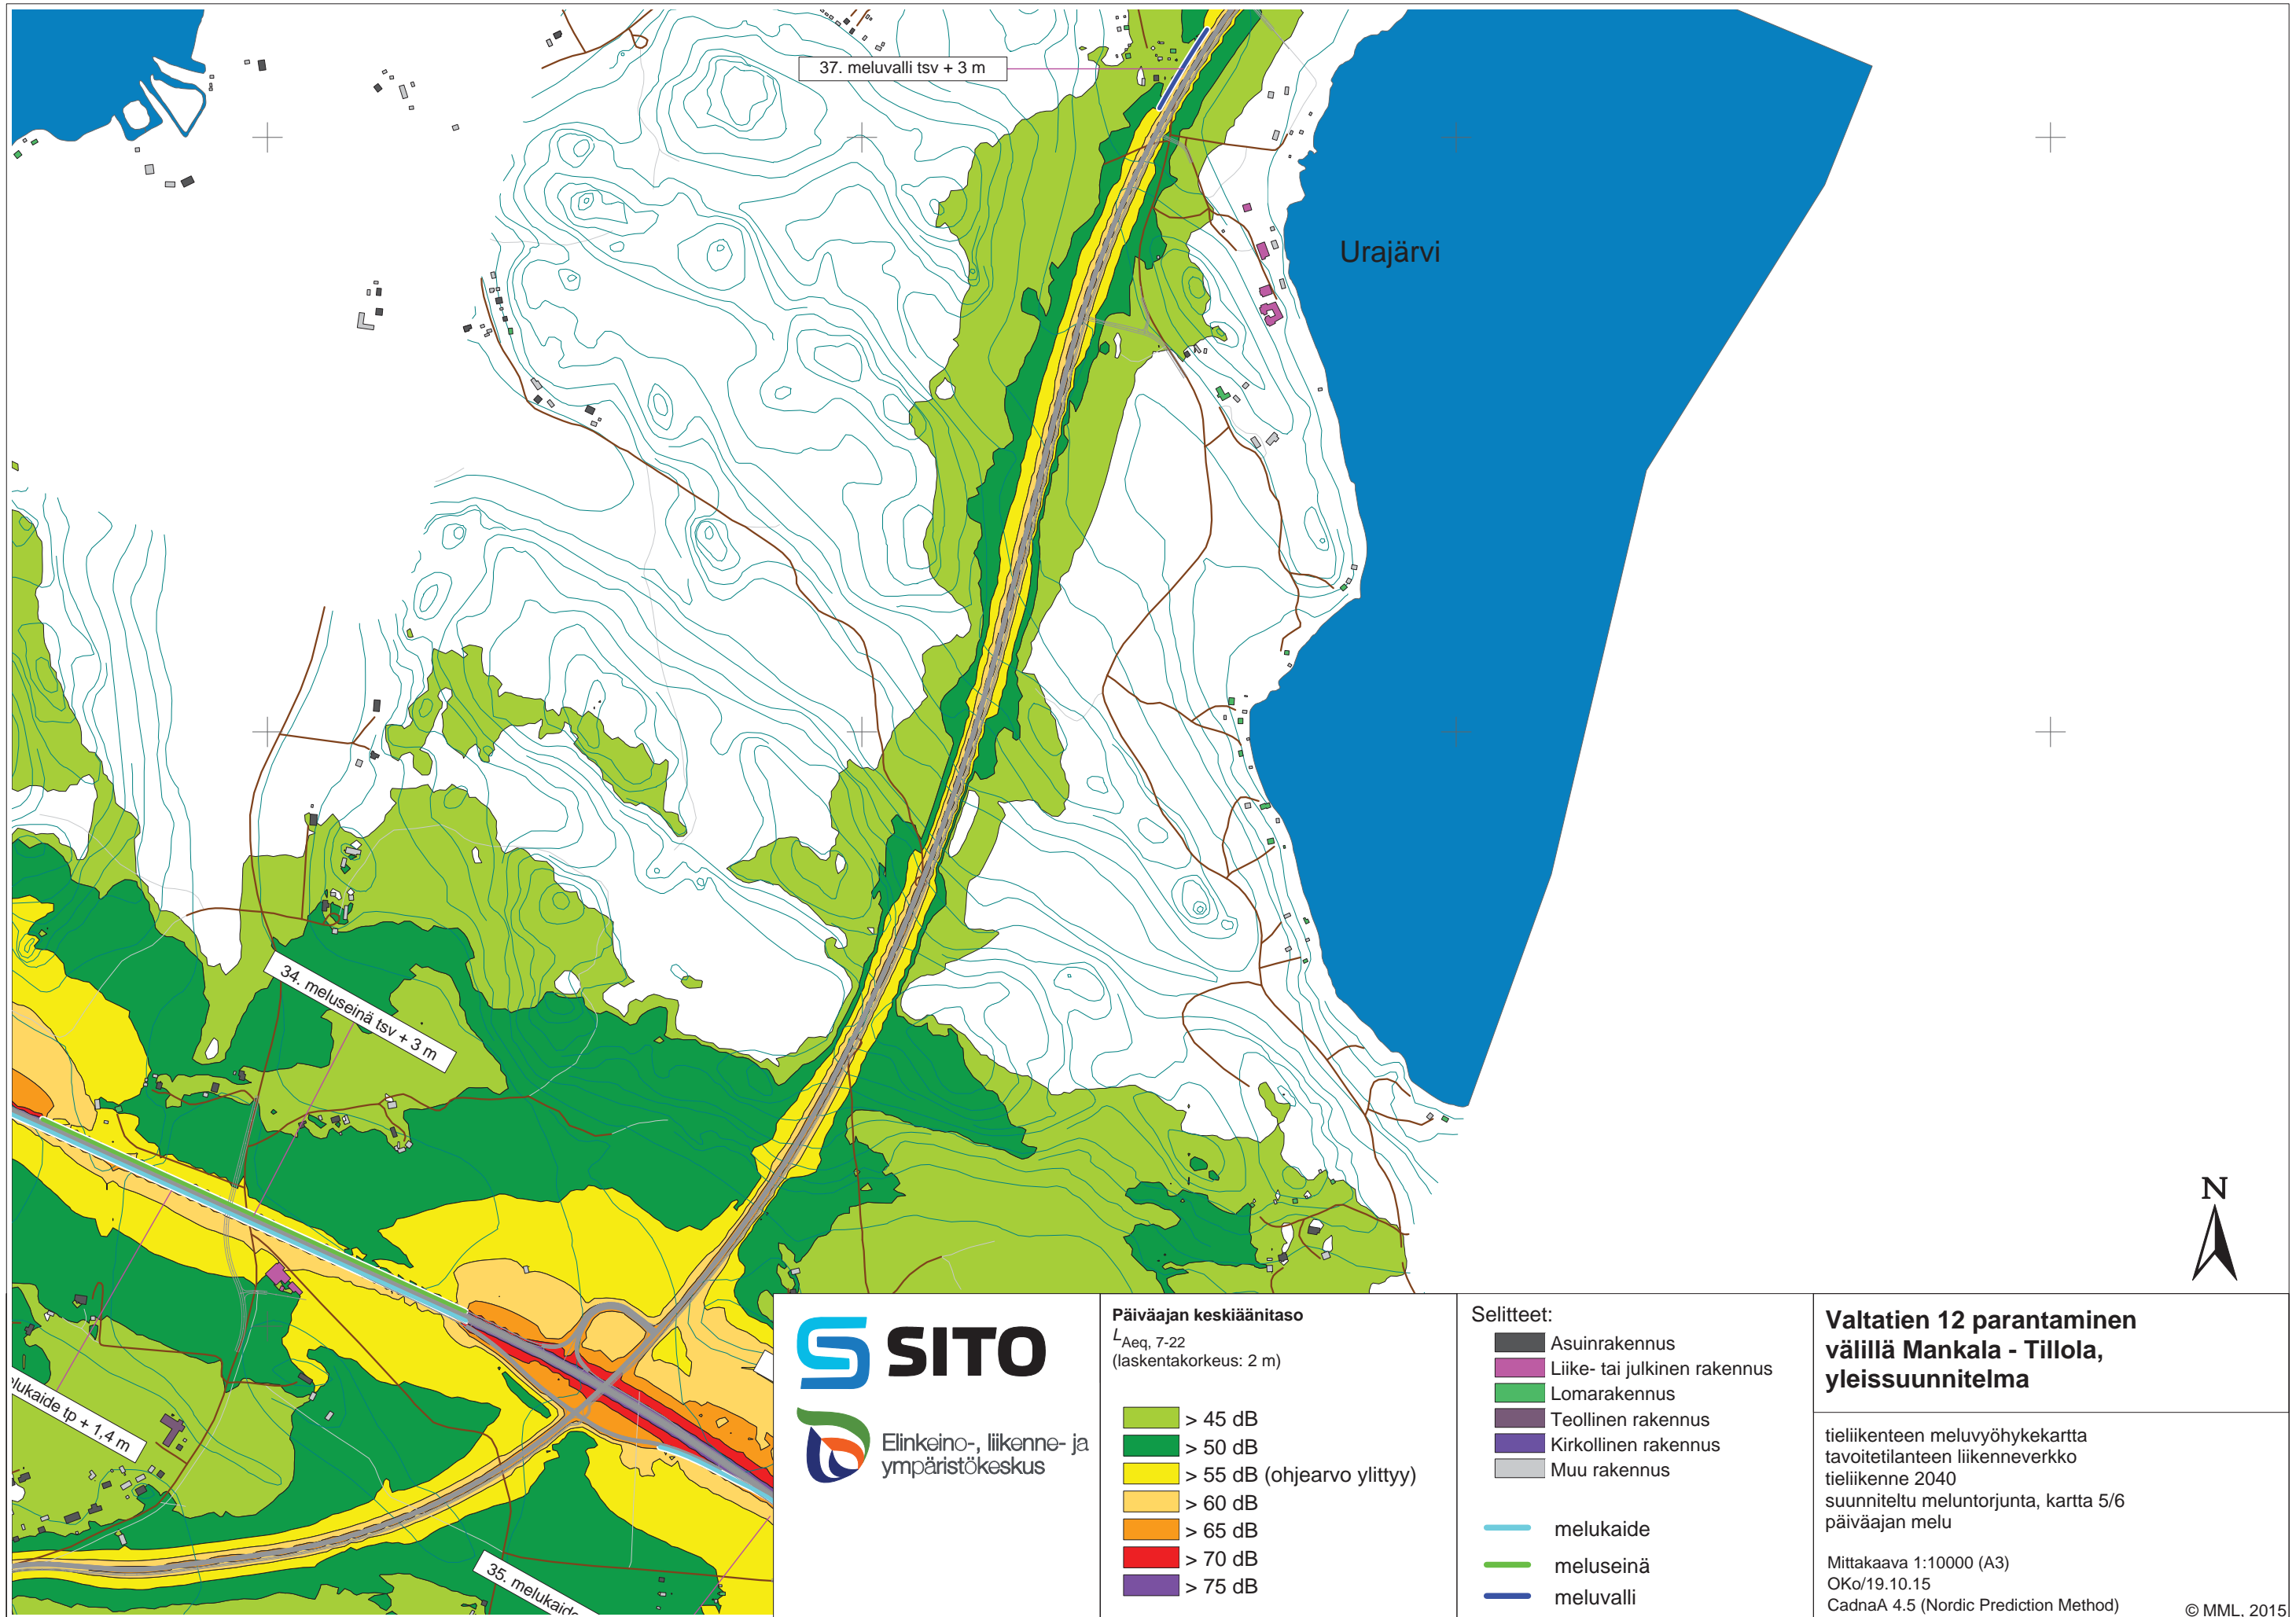 37. meluvalli tsv + 3 m
Urajärvi
34. meluseinä tsv + 3 m
melukaide tp + 1,4 m
35. melukaide
N
SITO
Elinkeino-, liikenne- ja
ympäristökeskus
Päiväajan keskiäänitaso
LAeq, 7-22
(laskentakorkeus: 2 m)
> 45 dB
> 50 dB
> 55 dB (ohjearvo ylittyy)
> 60 dB
> 65 dB
> 70 dB
> 75 dB
Selitteet:
Asuinrakennus
Liike- tai julkinen rakennus
Lomarakennus
Teollinen rakennus
Kirkollinen rakennus
Muu rakennus
melukaide
meluseinä
meluvalli
Valtatien 12 parantaminen
välillä Mankala - Tillola,
yleissuunnitelma
tieliikenteen meluvyöhykekartta
tavoitetilanteen liikenneverkko
tieliikenne 2040
suunniteltu meluntorjunta, kartta 5/6
päiväajan melu
Mittakaava 1:10000 (A3)
OKo/19.10.15
CadnaA 4.5 (Nordic Prediction Method)
© MML, 2015